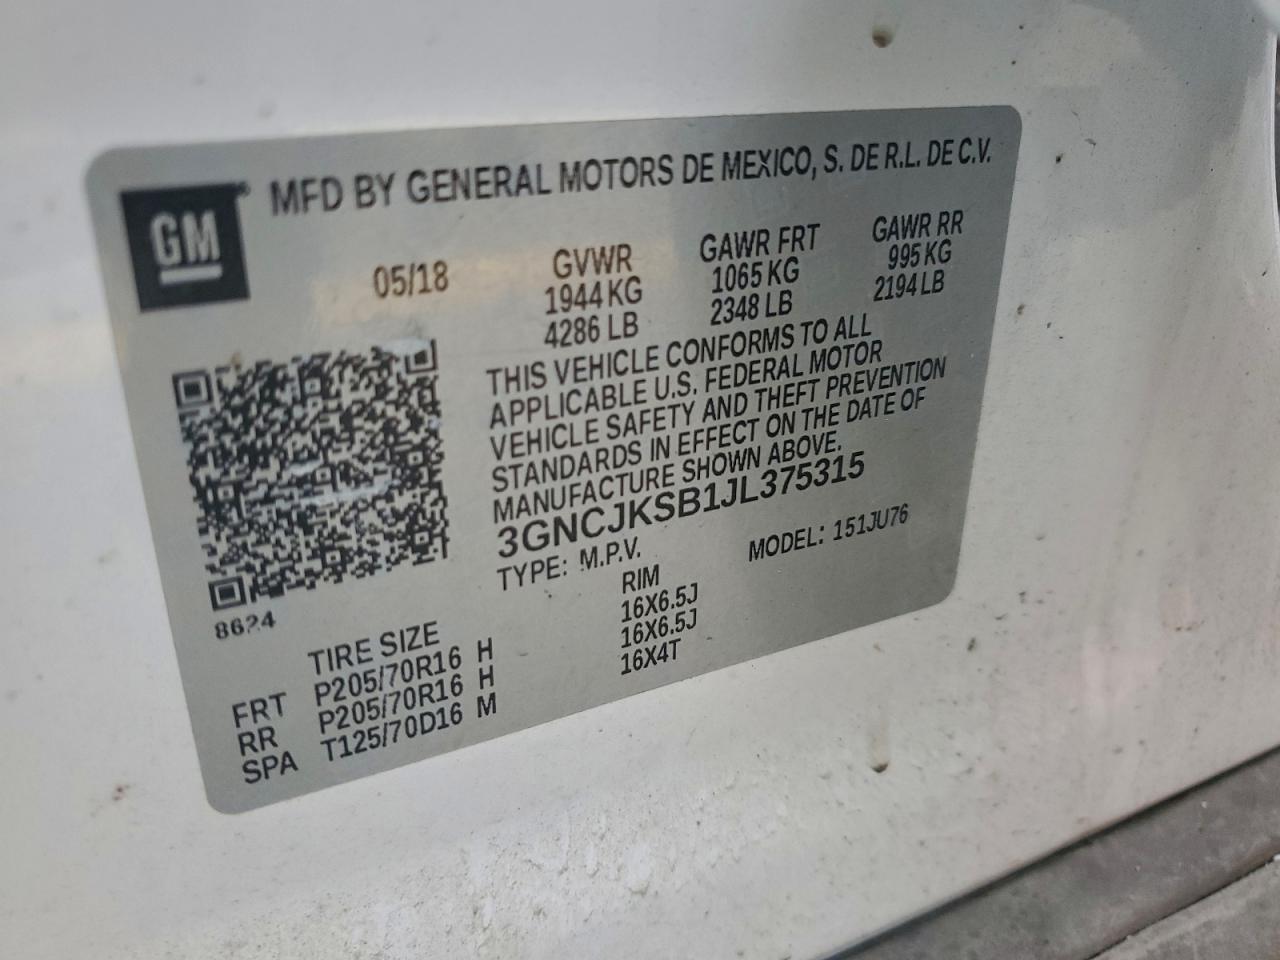 GM
MFD BY GENERAL MOTORS DE MEXICO, S. DE R.L. DE C.V.
05/18 GVWR GAWR FRT GAWR RR
1944 KG 1065 KG 995 KG
4286 LB 2348 LB 2194 LB
THIS VEHICLE CONFORMS TO ALL
APPLICABLE U.S. FEDERAL MOTOR
VEHICLE SAFETY AND THEFT PREVENTION
STANDARDS IN EFFECT ON THE DATE OF
MANUFACTURE SHOWN ABOVE.
3GNCJKSB1JL375315
TYPE: M.P.V. MODEL: 151JU76
8624
TIRE SIZE RIM
FRT P205/70R16 H 16X6.5J
RR P205/70R16 H 16X6.5J
SPA T125/70D16 M 16X4T